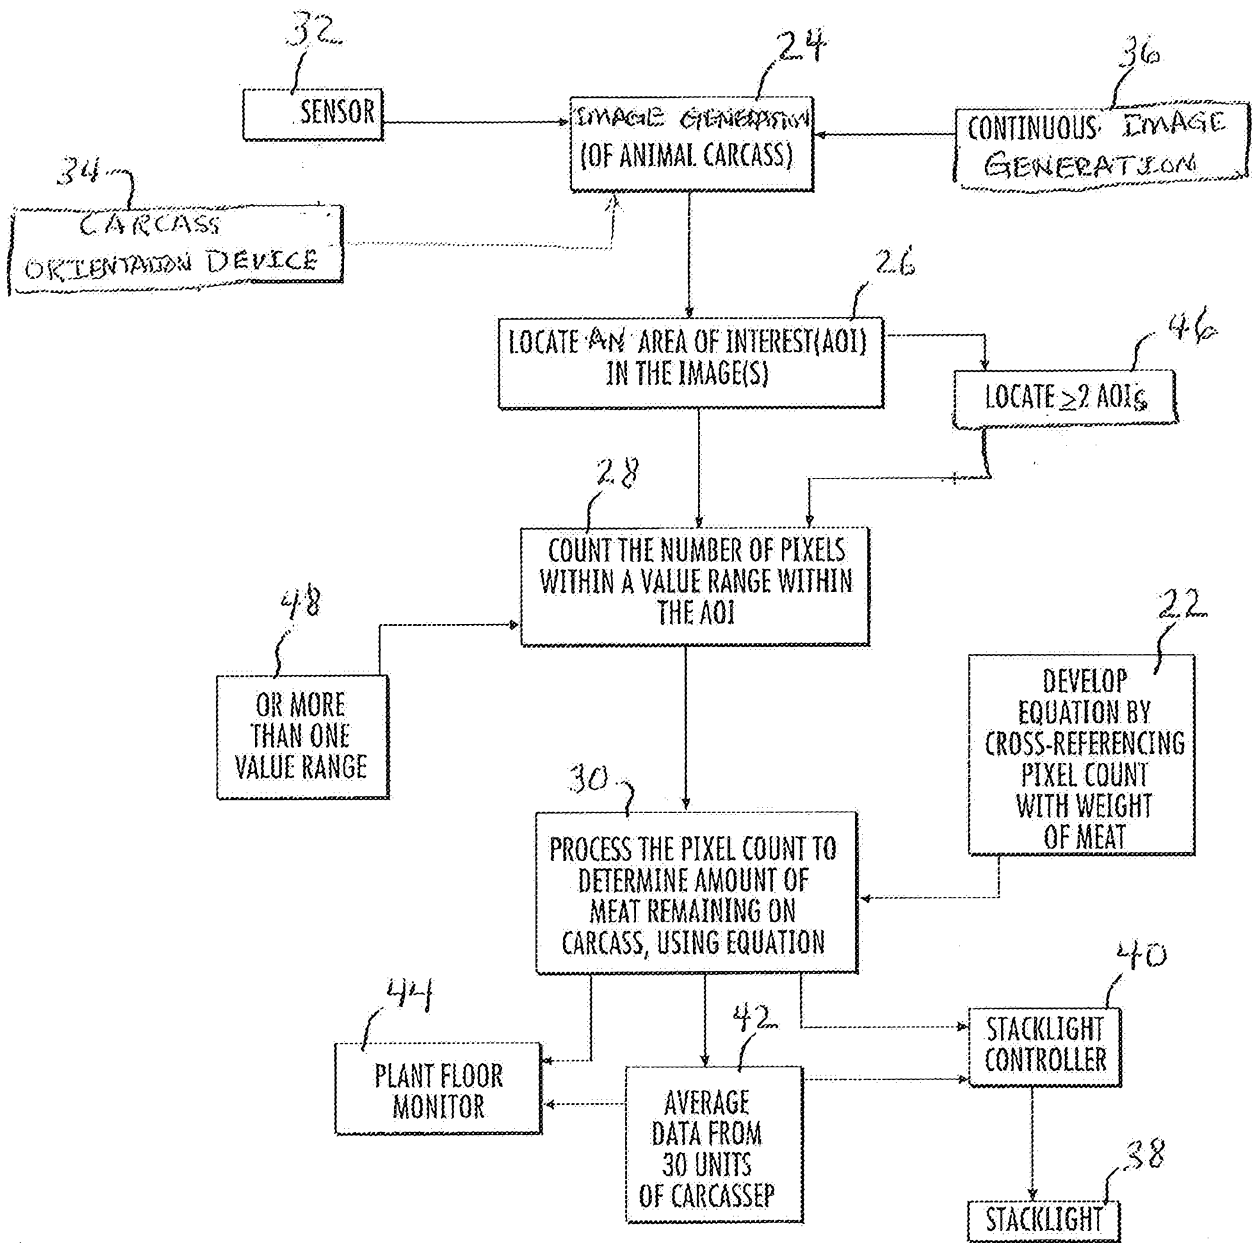 32
24
36
SENSOR
IMAGE GENERATION
(OF ANIMAL CARCASS)
CONTINUOUS IMAGE
GENERATION
34
CARCASS
ORIENTATION DEVICE
26
LOCATE AN AREA OF INTEREST(AOI)
IN THE IMAGE(S)
46
LOCATE ≥2 AOIs
28
COUNT THE NUMBER OF PIXELS
WITHIN A VALUE RANGE WITHIN
THE AOI
48
OR MORE
THAN ONE
VALUE RANGE
22
DEVELOP
EQUATION BY
CROSS-REFERENCING
PIXEL COUNT
WITH WEIGHT
OF MEAT
30
PROCESS THE PIXEL COUNT TO
DETERMINE AMOUNT OF
MEAT REMAINING ON
CARCASS, USING EQUATION
44
PLANT FLOOR
MONITOR
42
AVERAGE
DATA FROM
30 UNITS
OF CARCASSEP
40
STACKLIGHT
CONTROLLER
38
STACKLIGHT